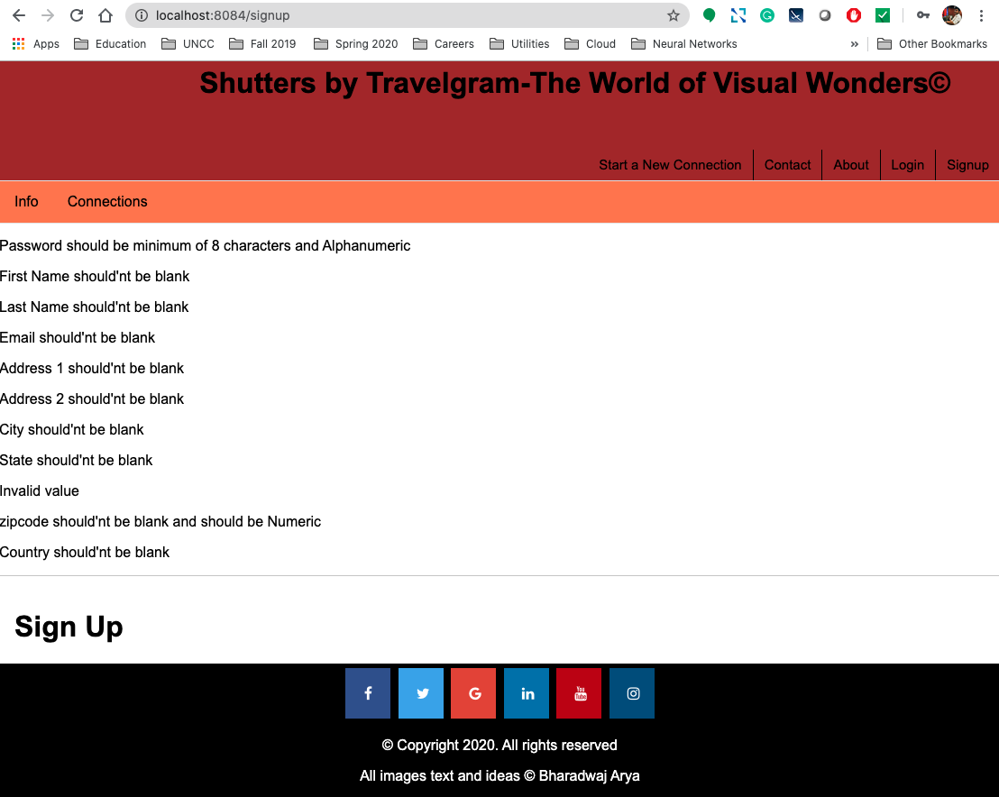 localhost:8084/signup
Apps Education UNCC Fall 2019 Spring 2020 Careers Utilities Cloud Neural Networks » Other Bookmarks
Shutters by Travelgram-The World of Visual Wonders©
Start a New Connection Contact About Login Signup
Info Connections
Password should be minimum of 8 characters and Alphanumeric
First Name should'nt be blank
Last Name should'nt be blank
Email should'nt be blank
Address 1 should'nt be blank
Address 2 should'nt be blank
City should'nt be blank
State should'nt be blank
Invalid value
zipcode should'nt be blank and should be Numeric
Country should'nt be blank
Sign Up
f G in You Tube
© Copyright 2020. All rights reserved
All images text and ideas © Bharadwaj Arya